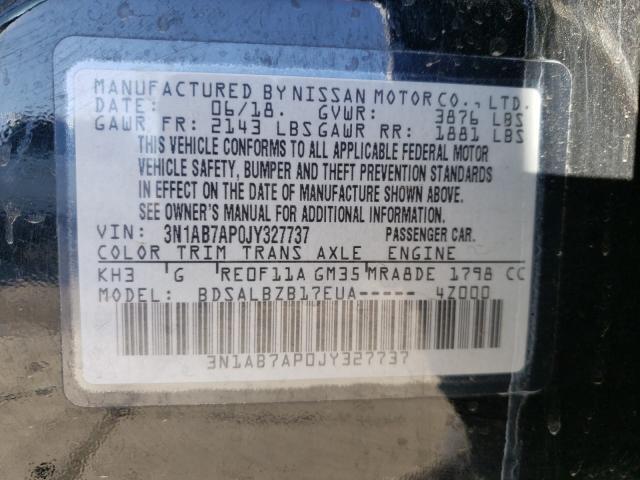 MANUFACTURED BY NISSAN MOTOR CO., LTD.
DATE: 06/18. GVWR: 3876 LBS
GAWR FR: 2143 LBS GAWR RR: 1881 LBS
THIS VEHICLE CONFORMS TO ALL APPLICABLE FEDERAL MOTOR
VEHICLE SAFETY, BUMPER AND THEFT PREVENTION STANDARDS
IN EFFECT ON THE DATE OF MANUFACTURE SHOWN ABOVE.
SEE OWNER'S MANUAL FOR ADDITIONAL INFORMATION.
VIN: 3N1AB7AP0JY327737 PASSENGER CAR.
COLOR TRIM TRANS AXLE ENGINE
KH3 G RE0F11A GM35 MRA8DE 1798 CC
MODEL: BDSALBZB17EUA----- 4Z000
3N1AB7AP0JY327737